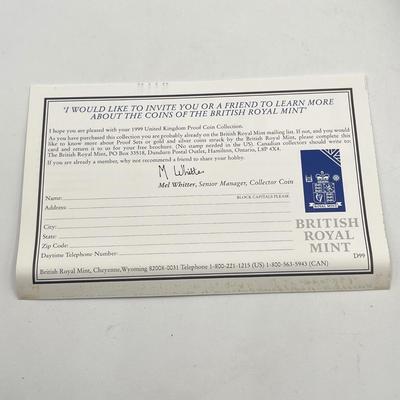 'I WOULD LIKE TO INVITE YOU OR A FRIEND TO LEARN MORE
ABOUT THE COINS OF THE BRITISH ROYAL MINT'
I hope you are pleased with your 1999 United Kingdom Proof Coin Collection.
As you have purchased this collection you are probably already on the British Royal Mint mailing list. If not, and you would
like to know more about Proof Sets or gold and silver coins struck by the British Royal Mint, please complete this
card and return it to us for your free brochure. (No stamp needed in the US). Canadian collectors should write to:
The British Royal Mint, PO Box 33518, Dundurn Postal Outlet, Hamilton, Ontario, L8P 4X4.
If you are already a member, why not recommend a friend to share your hobby.
M Whitter
Mel Whitter, Senior Manager, Collector Coin
Name:
BLOCK CAPITALS PLEASE
Address:
City:
State:
Zip Code:
Daytime Telephone Number:
BRITISH
ROYAL
MINT
D99
British Royal Mint, Cheyenne, Wyoming 82008-0031 Telephone 1-800-221-1215 (US) 1-800-563-5943 (CAN)